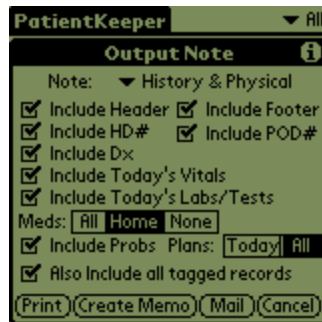 PatientKeeper All
Output Note i
Note: History & Physical
Include Header Include Footer
Include HD# Include POD#
Include Dx
Include Today's Vitals
Include Today's Labs/Tests
Meds: All Home None
Include Probs Plans: Today All
Also Include all tagged records
Print Create Memo Mail Cancel